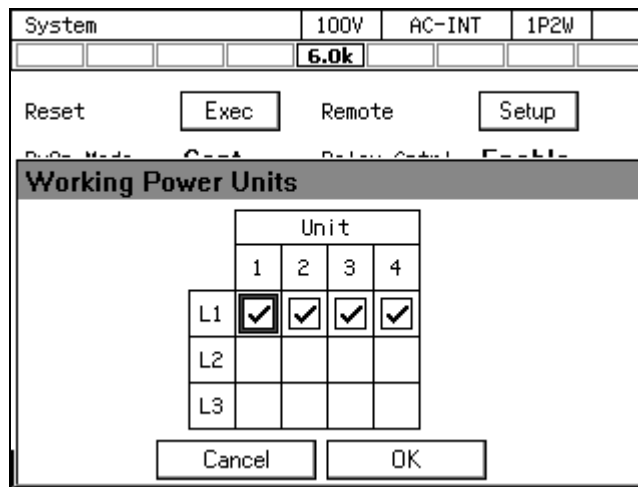 System 100V AC-INT 1P2W
6.0k
Reset Exec Remote Setup
Working Power Units
Unit
1 2 3 4
L1
L2
L3
Cancel OK